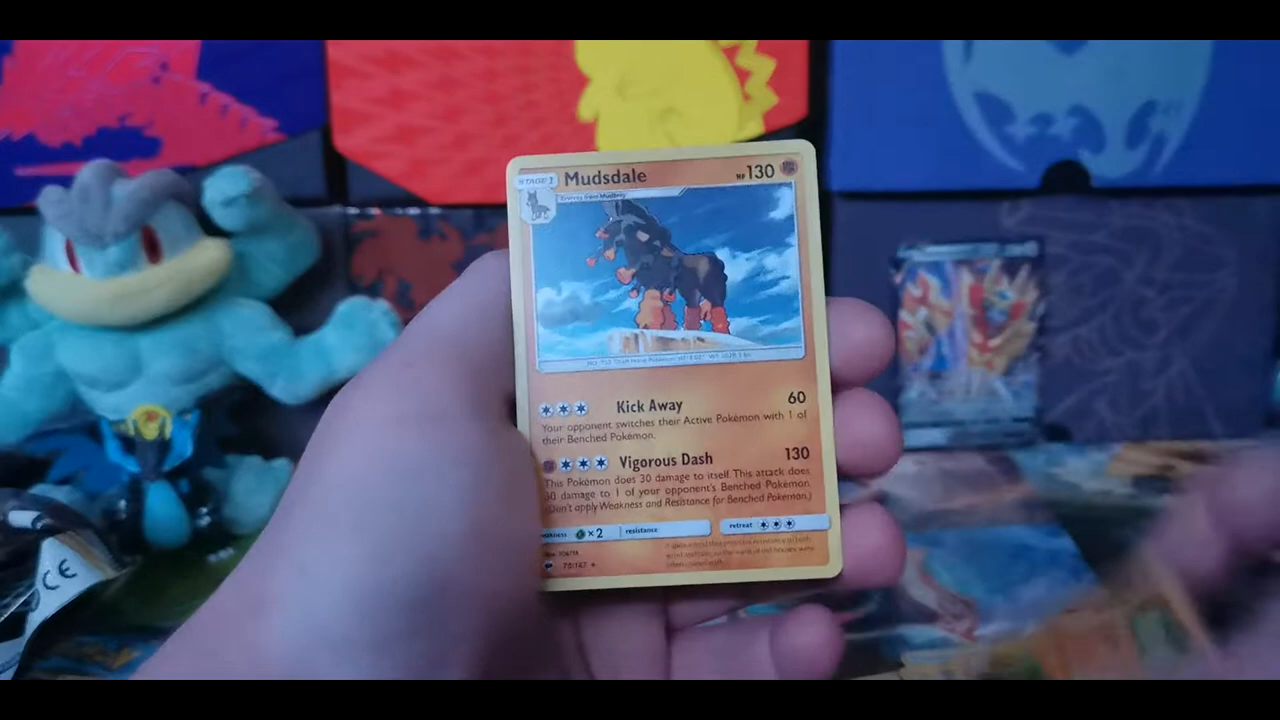 STAGE 1 Mudsdale HP 130
Evolves from Mudbray
Kick Away 60
Your opponent switches their Active Pokémon with 1 of
their Benched Pokémon.
Vigorous Dash 130
This Pokémon does 30 damage to itself. This attack does
30 damage to 1 of your opponent's Benched Pokémon.
(Don't apply Weakness and Resistance for Benched Pokémon.)
×2 resistance retreat
CE